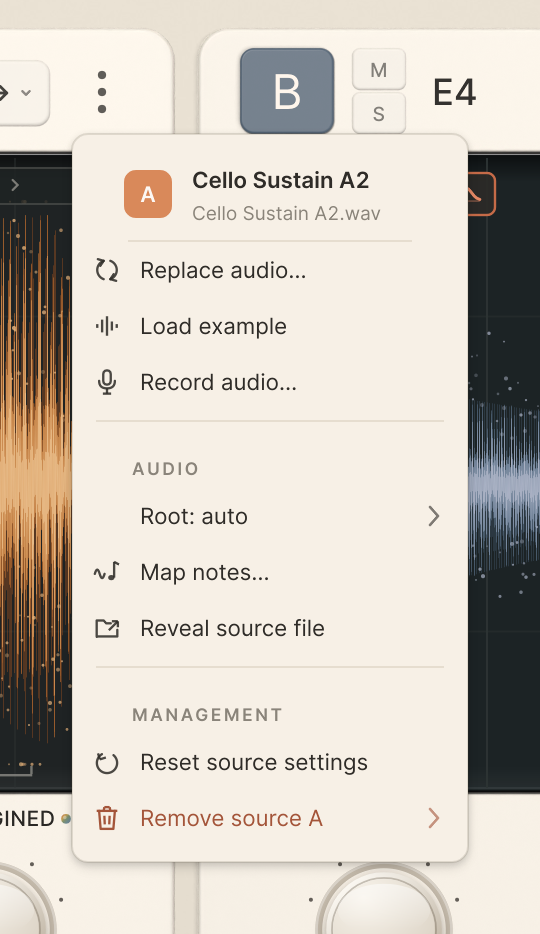 B
M
S
E4
A
Cello Sustain A2
Cello Sustain A2.wav
Replace audio...
Load example
Record audio...
AUDIO
Root: auto
Map notes...
Reveal source file
MANAGEMENT
Reset source settings
Remove source A